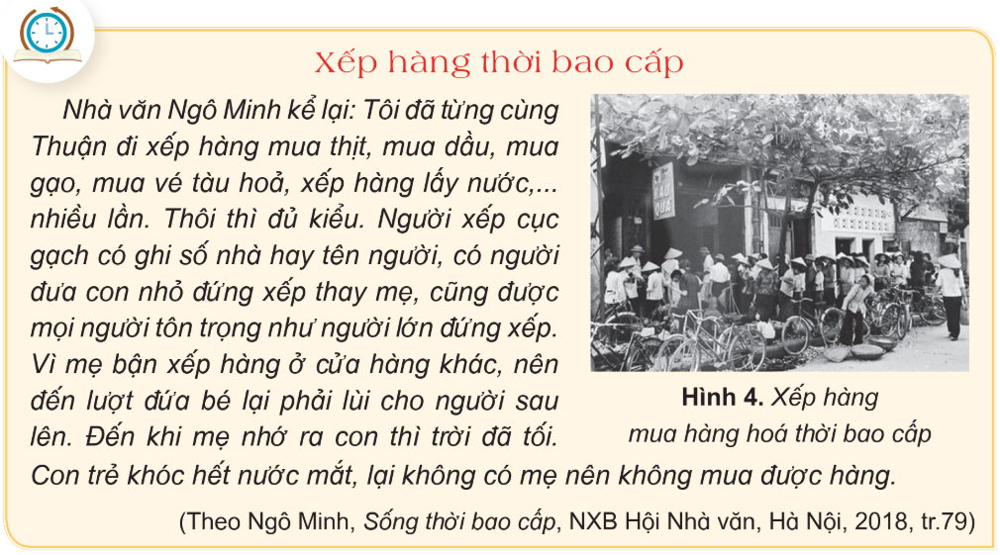 Xếp hàng thời bao cấp
Nhà văn Ngô Minh kể lại: Tôi đã từng cùng
Thuận đi xếp hàng mua thịt, mua dầu, mua
gạo, mua vé tàu hoả, xếp hàng lấy nước,...
nhiều lần. Thôi thì đủ kiểu. Người xếp cục
gạch có ghi số nhà hay tên người, có người
đưa con nhỏ đứng xếp thay mẹ, cũng được
mọi người tôn trọng như người lớn đứng xếp.
Vì mẹ bận xếp hàng ở cửa hàng khác, nên
đến lượt đứa bé lại phải lùi cho người sau
lên. Đến khi mẹ nhớ ra con thì trời đã tối.
Con trẻ khóc hết nước mắt, lại không có mẹ nên không mua được hàng.
RAU
QUẢ
Hình 4. Xếp hàng
mua hàng hoá thời bao cấp
(Theo Ngô Minh, Sống thời bao cấp, NXB Hội Nhà văn, Hà Nội, 2018, tr.79)